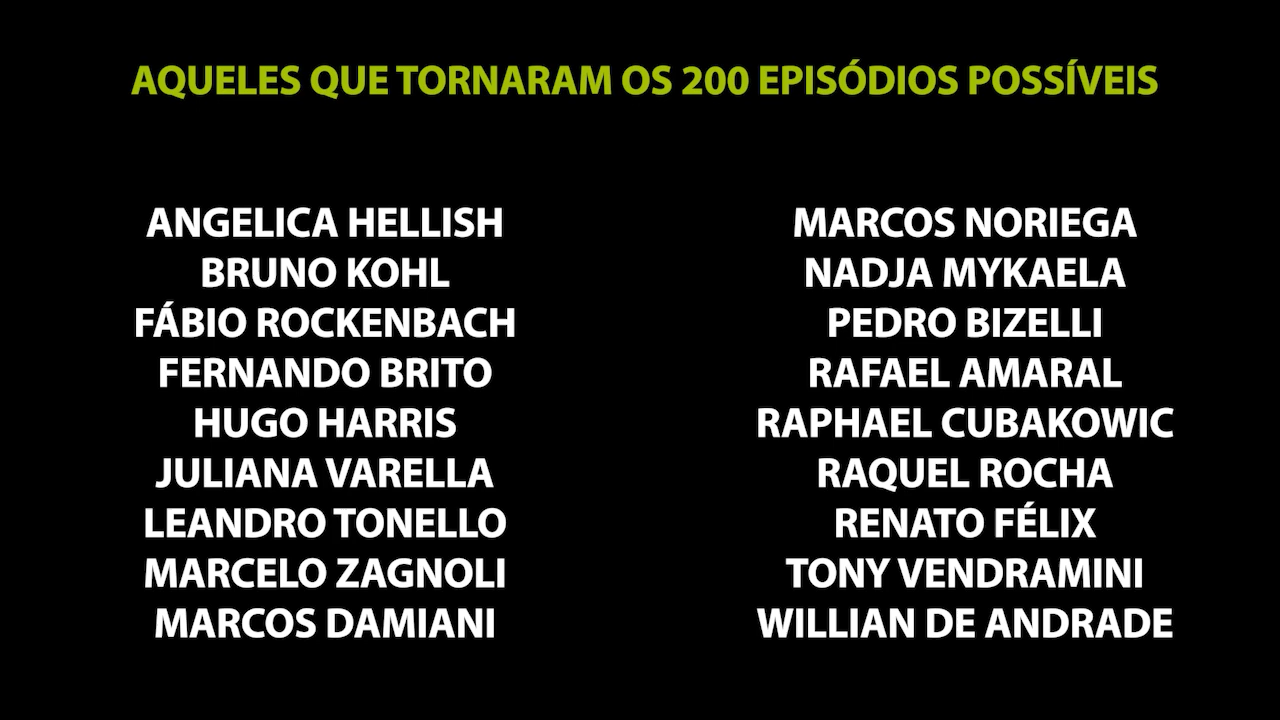 AQUELES QUE TORNARAM OS 200 EPISÓDIOS POSSÍVEIS
ANGELICA HELLISH
BRUNO KOHL
FÁBIO ROCKENBACH
FERNANDO BRITO
HUGO HARRIS
JULIANA VARELLA
LEANDRO TONELLO
MARCELO ZAGNOLI
MARCOS DAMIANI
MARCOS NORIEGA
NADJA MYKAELA
PEDRO BIZELLI
RAFAEL AMARAL
RAPHAEL CUBAKOWIC
RAQUEL ROCHA
RENATO FÉLIX
TONY VENDRAMINI
WILLIAN DE ANDRADE